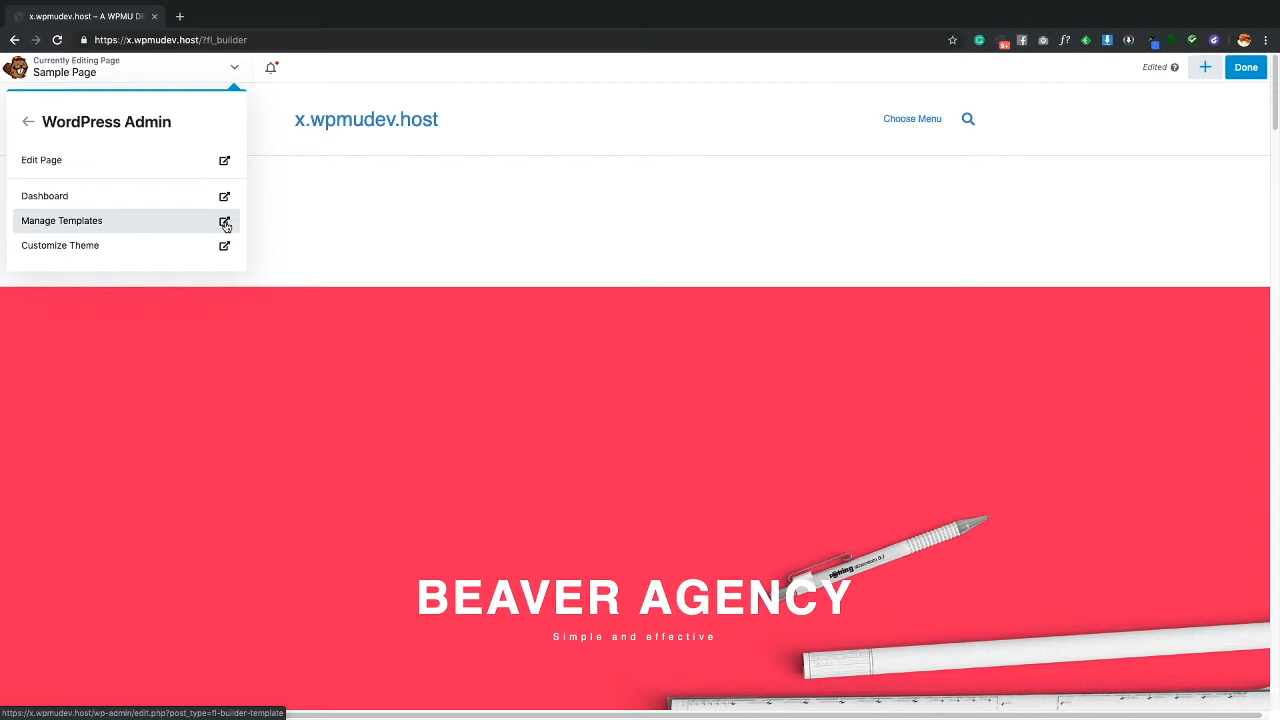 x.wpmudev.host – A WPMU DE
https://x.wpmudev.host/?fl_builder
Currently Editing Page
Sample Page
Edited
Done
WordPress Admin
Edit Page
Dashboard
Manage Templates
Customize Theme
x.wpmudev.host
Choose Menu
rotring
BEAVER AGENCY
Simple and effective
https://x.wpmudev.host/wp-admin/edit.php?post_type=fl-builder-template